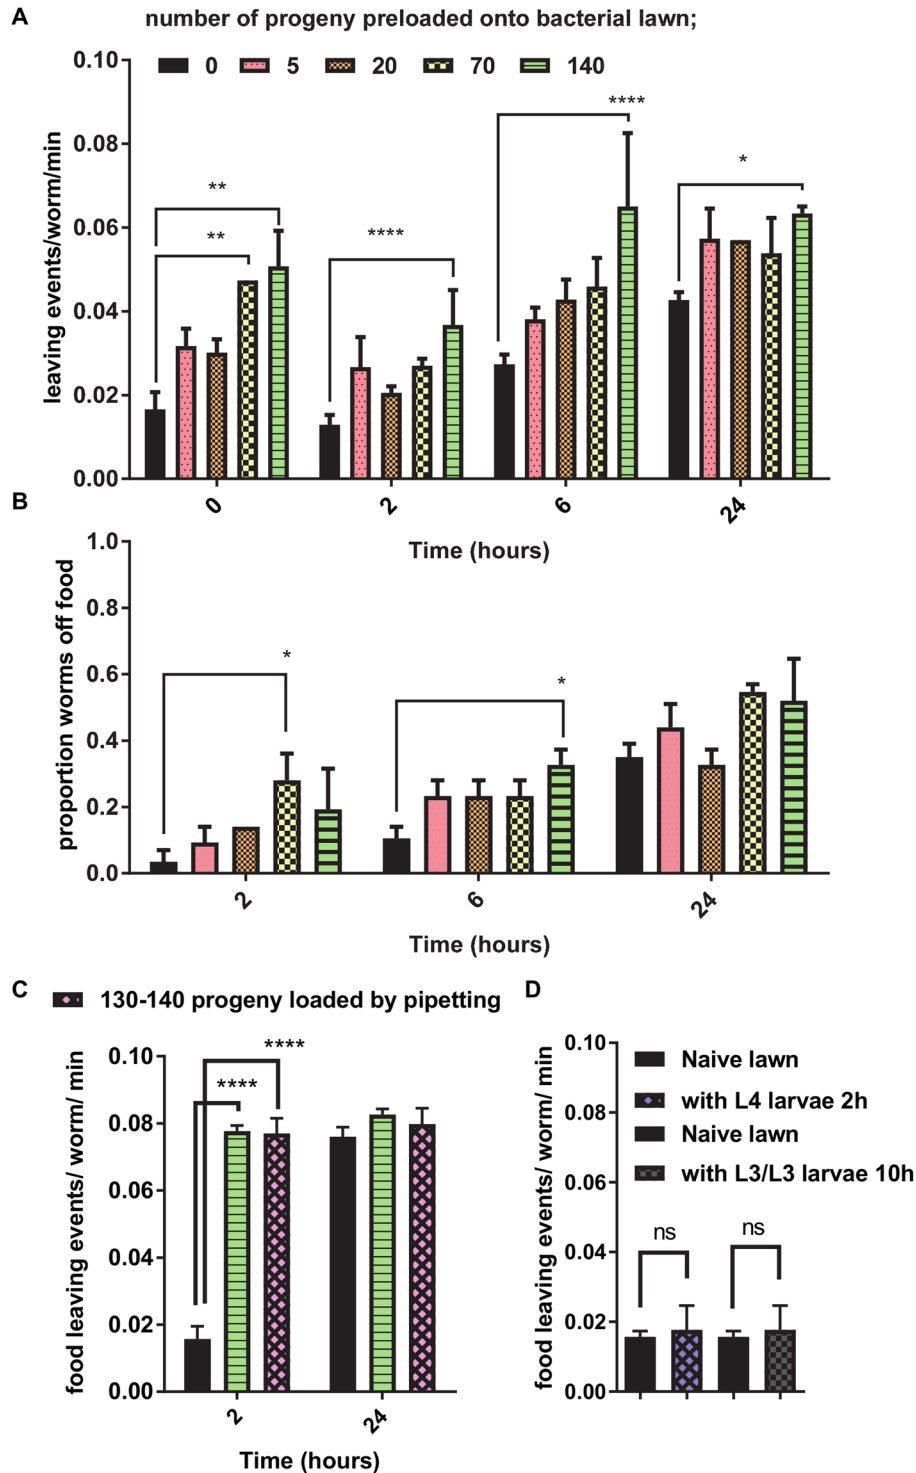 A
number of progeny preloaded onto bacterial lawn;
0 5 20 70 140
leaving events/worm/min
0.10
0.08
0.06
0.04
0.02
0.00
**
**
****
****
*
0 2 6 24
Time (hours)
B
proportion worms off food
1.0
0.8
0.6
0.4
0.2
0.0
*
*
2 6 24
Time (hours)
C
130-140 progeny loaded by pipetting
food leaving events/ worm/ min
0.10
0.08
0.06
0.04
0.02
0.00
****
****
2 24
Time (hours)
D
food leaving events/ worm/ min
0.10
0.08
0.06
0.04
0.02
0.00
Naive lawn
with L4 larvae 2h
Naive lawn
with L3/L3 larvae 10h
ns ns